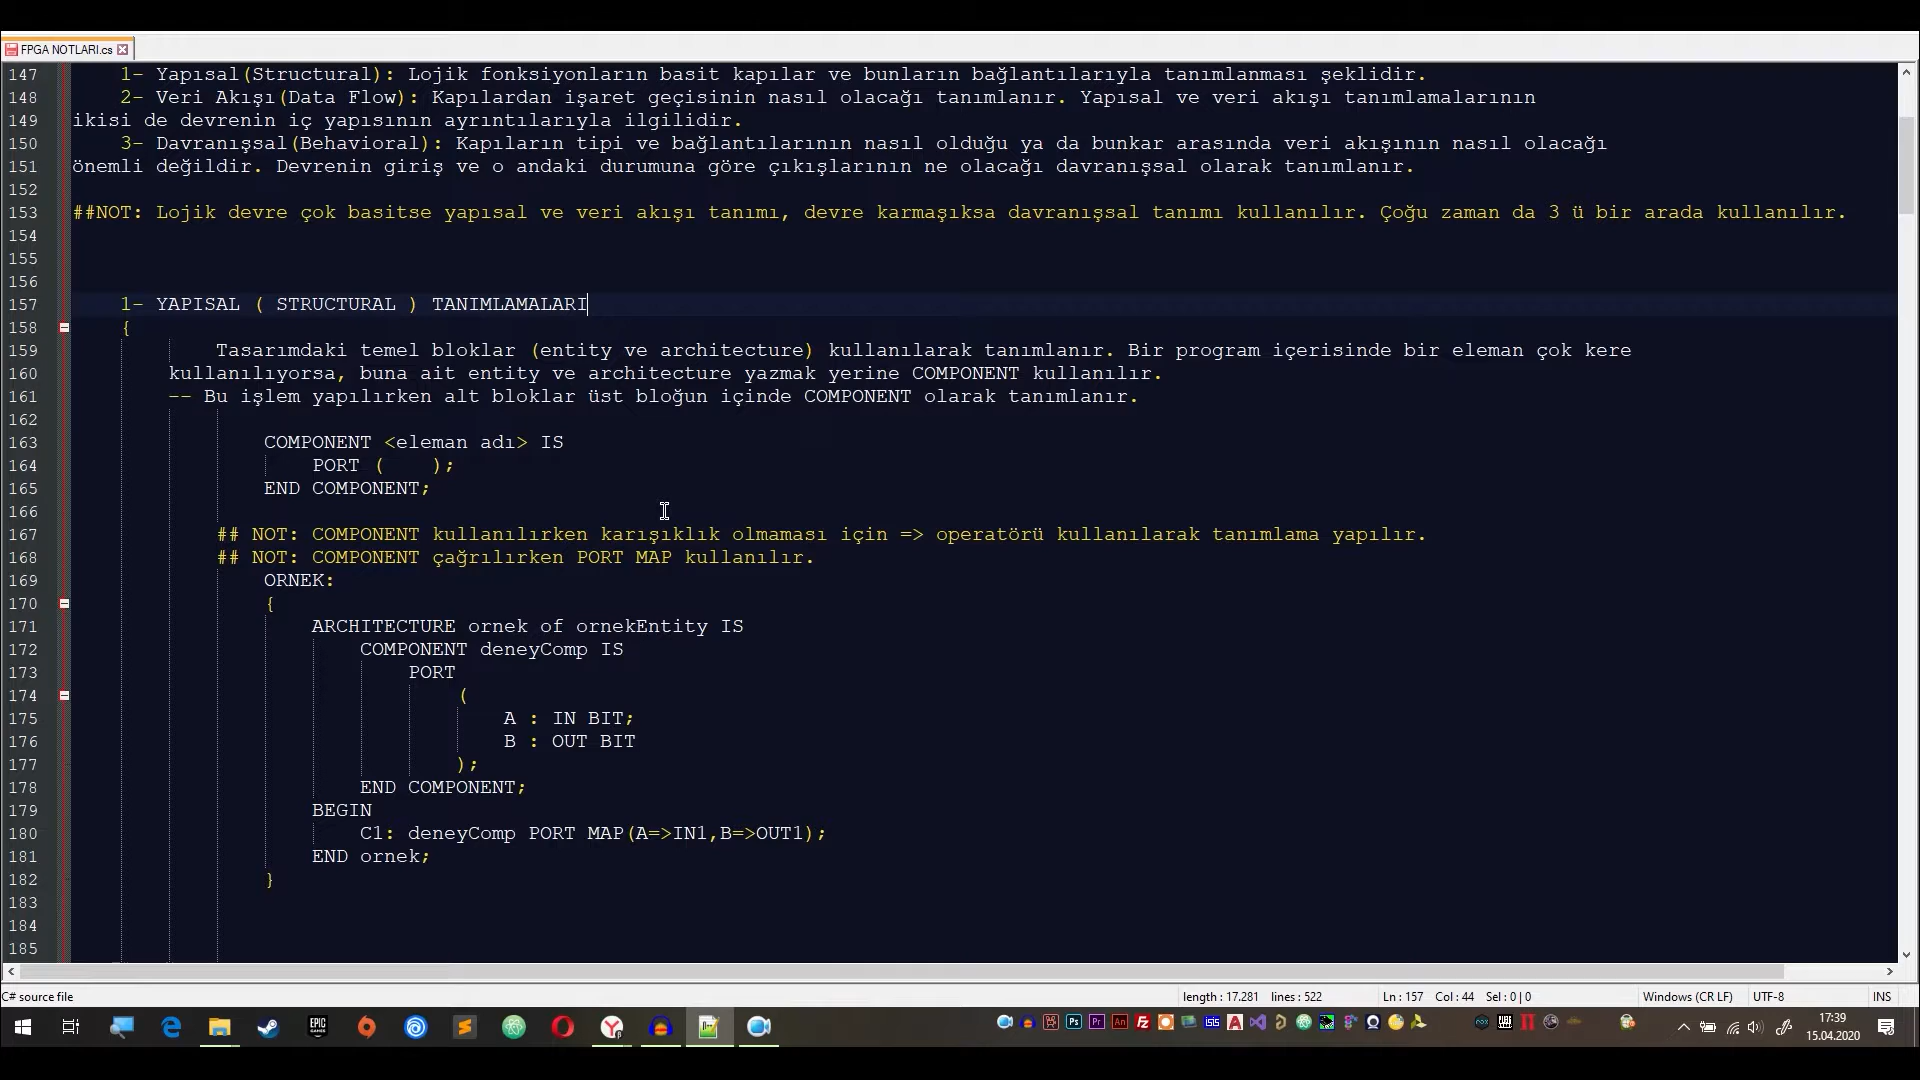 FPGA NOTLARI.cs
147 1- Yapısal(Structural): Lojik fonksiyonların basit kapılar ve bunların bağlantılarıyla tanımlanması şeklidir.
148 2- Veri Akışı(Data Flow): Kapılardan işaret geçisinin nasıl olacağı tanımlanır. Yapısal ve veri akışı tanımlamalarının
149 ikisi de devrenin iç yapısının ayrıntılarıyla ilgilidir.
150 3- Davranışsal(Behavioral): Kapıların tipi ve bağlantılarının nasıl olduğu ya da bunkar arasında veri akışının nasıl olacağı
151 önemli değildir. Devrenin giriş ve o andaki durumuna göre çıkışlarının ne olacağı davranışsal olarak tanımlanır.
152
153 ##NOT: Lojik devre çok basitse yapısal ve veri akışı tanımı, devre karmaşıksa davranışsal tanımı kullanılır. Çoğu zaman da 3 ü bir arada kullanılır.
154
155
156
157 1- YAPISAL ( STRUCTURAL ) TANIMLAMALARI
158 {
159 Tasarımdaki temel bloklar (entity ve architecture) kullanılarak tanımlanır. Bir program içerisinde bir eleman çok kere
160 kullanılıyorsa, buna ait entity ve architecture yazmak yerine COMPONENT kullanılır.
161 -- Bu işlem yapılırken alt bloklar üst bloğun içinde COMPONENT olarak tanımlanır.
162
163 COMPONENT <eleman adı> IS
164 PORT ( );
165 END COMPONENT;
166
167 ## NOT: COMPONENT kullanılırken karışıklık olmaması için => operatörü kullanılarak tanımlama yapılır.
168 ## NOT: COMPONENT çağrılırken PORT MAP kullanılır.
169 ORNEK:
170 {
171 ARCHITECTURE ornek of ornekEntity IS
172 COMPONENT deneyComp IS
173 PORT
174 (
175 A : IN BIT;
176 B : OUT BIT
177 );
178 END COMPONENT;
179 BEGIN
180 C1: deneyComp PORT MAP(A=>IN1,B=>OUT1);
181 END ornek;
182 }
183
184
185
C# source file length : 17.281 lines : 522 Ln : 157 Col : 44 Sel : 0 | 0 Windows (CR LF) UTF-8 INS
17:39
15.04.2020